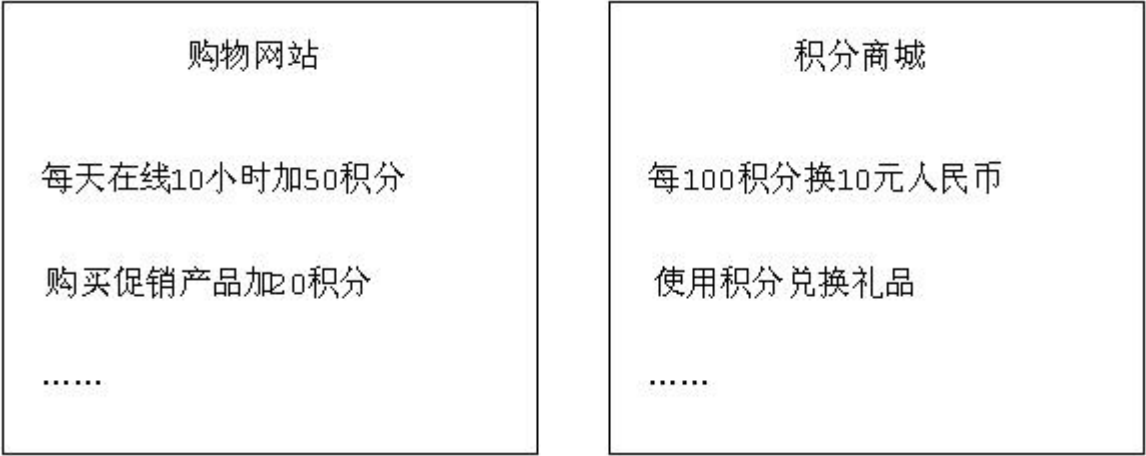 购物网站
每天在线10小时加50积分
购买促销产品加20积分
……
积分商城
每100积分换10元人民币
使用积分兑换礼品
……